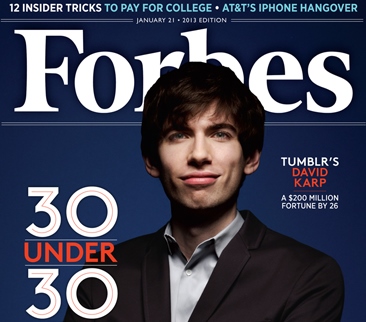 12 INSIDER TRICKS TO PAY FOR COLLEGE • AT&T'S IPHONE HANGOVER
JANUARY 21 • 2013 EDITION
Forbes
TUMBLR'S
DAVID
KARP
A $200 MILLION
FORTUNE BY 26
30
UNDER
30